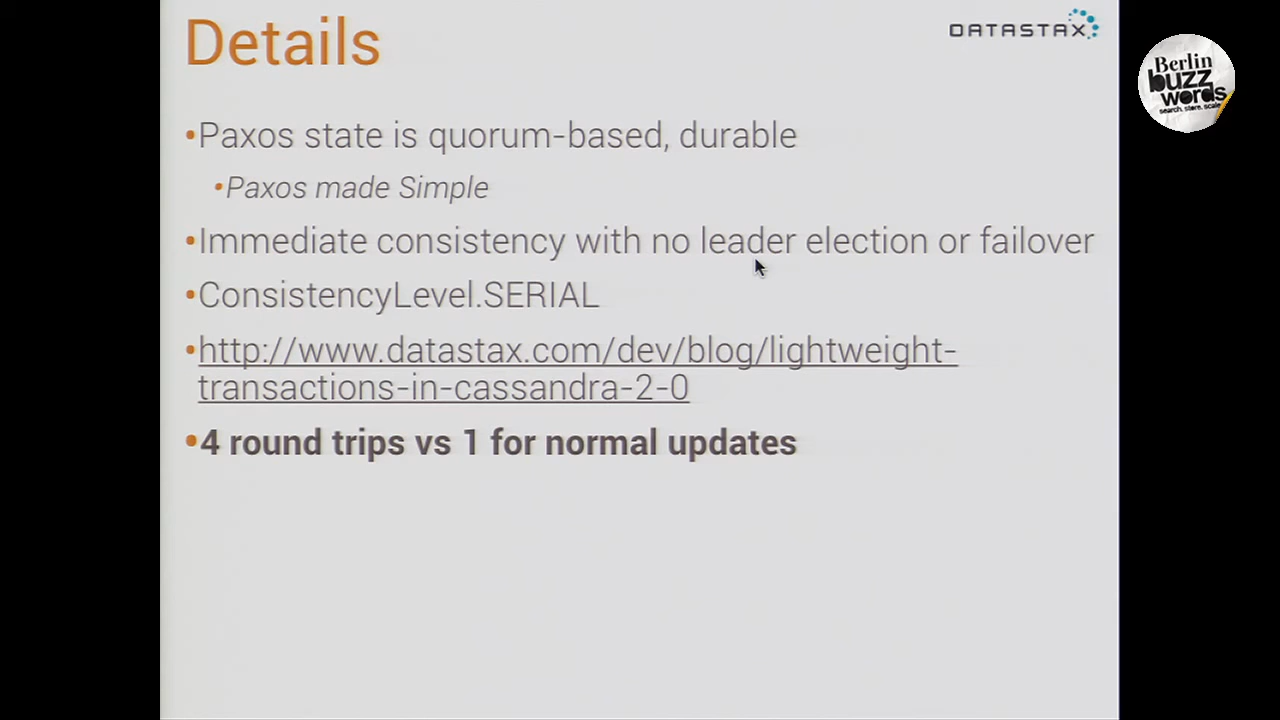 Details
DATASTAX
Berlin
buzz
words
search. store. scale.
•Paxos state is quorum-based, durable
•Paxos made Simple
•Immediate consistency with no leader election or failover
•ConsistencyLevel.SERIAL
•http://www.datastax.com/dev/blog/lightweight-
transactions-in-cassandra-2-0
•4 round trips vs 1 for normal updates